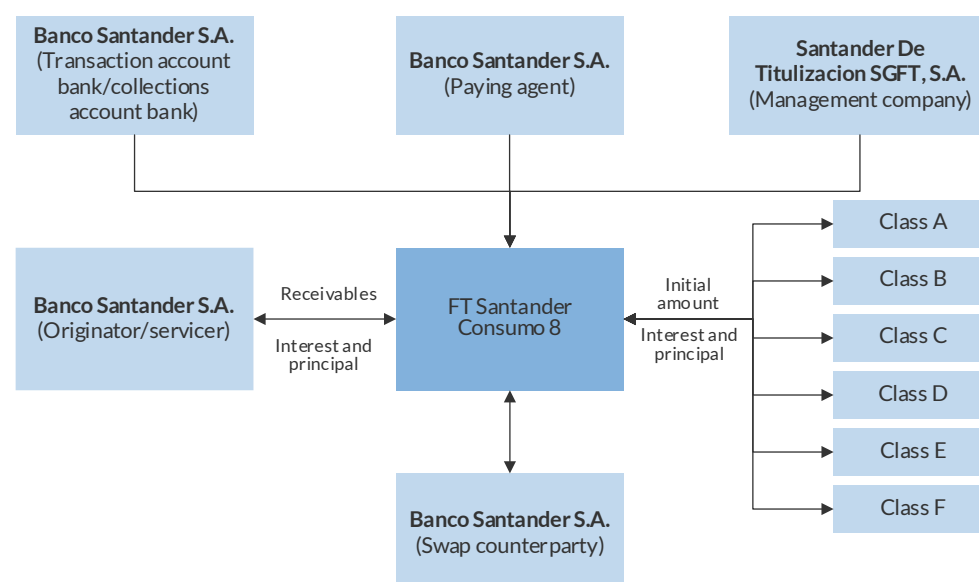 Banco Santander S.A.
(Transaction account
bank/collections
account bank)
Banco Santander S.A.
(Paying agent)
Santander De
Titulizacion SGFT, S.A.
(Management company)
Banco Santander S.A.
(Originator/servicer)
Receivables
Interest and
principal
FT Santander
Consumo 8
Initial
amount
Interest and
principal
Class A
Class B
Class C
Class D
Class E
Class F
Banco Santander S.A.
(Swap counterparty)